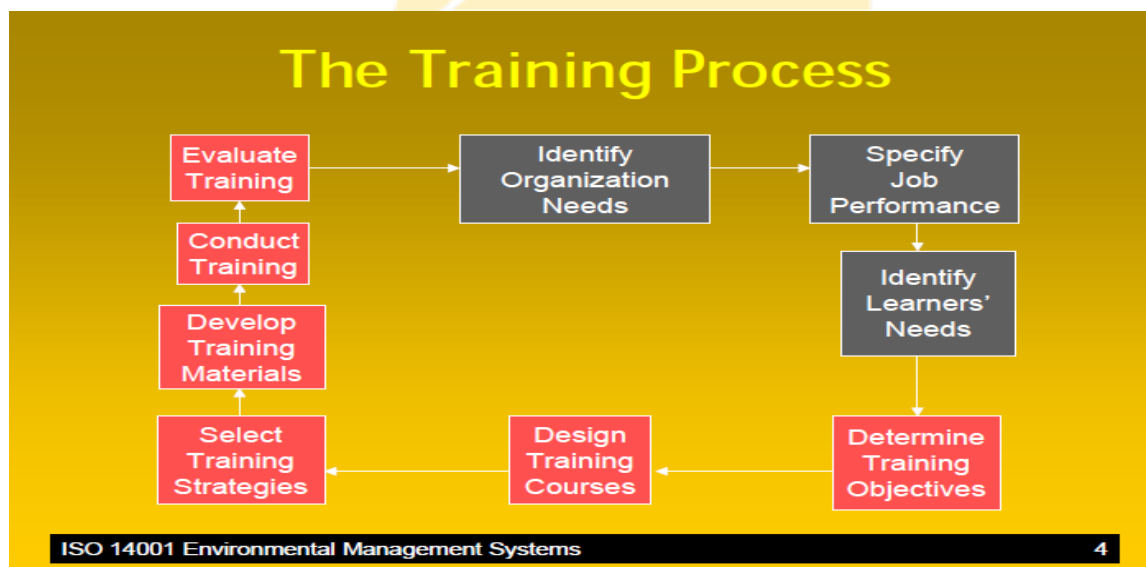 The Training Process
Evaluate
Training
Identify
Organization
Needs
Specify
Job
Performance
Conduct
Training
Identify
Learners’
Needs
Develop
Training
Materials
Select
Training
Strategies
Design
Training
Courses
Determine
Training
Objectives
ISO 14001 Environmental Management Systems 4